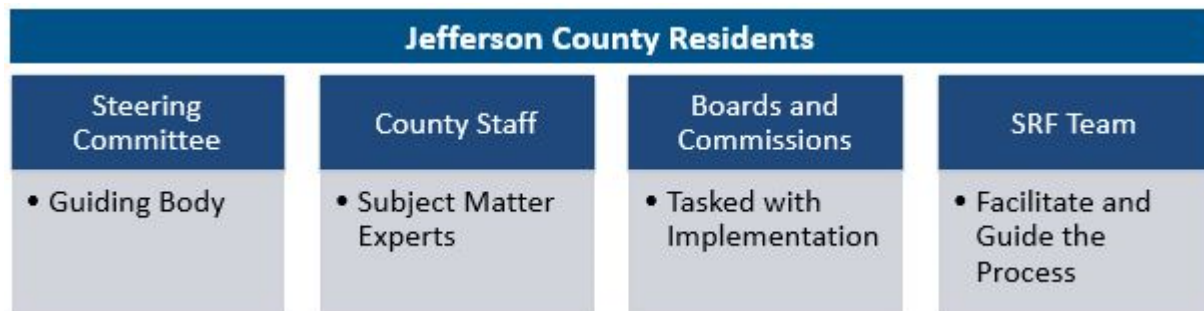 Jefferson County Residents
Steering
Committee
• Guiding Body
County Staff
• Subject Matter
Experts
Boards and
Commissions
• Tasked with
Implementation
SRF Team
• Facilitate and
Guide the
Process